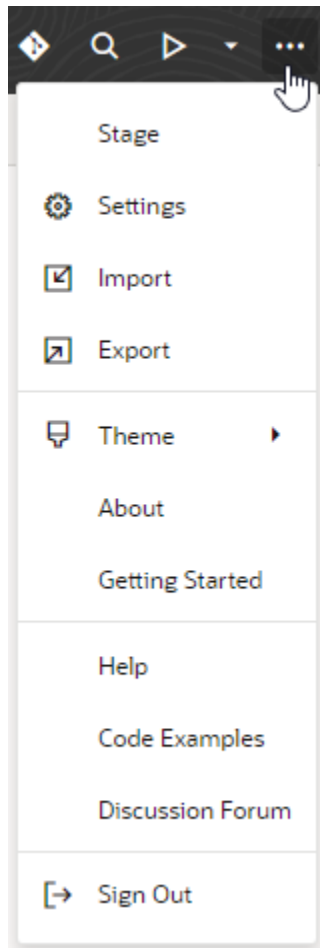 Stage
Settings
Import
Export
Theme
About
Getting Started
Help
Code Examples
Discussion Forum
Sign Out